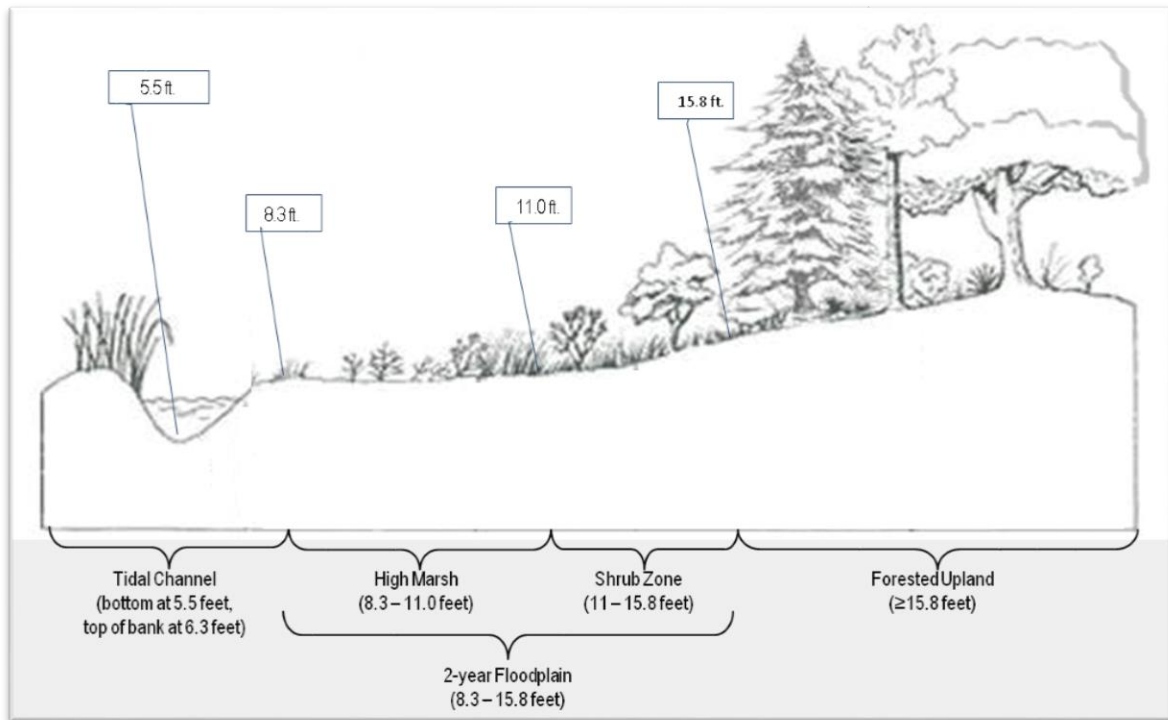 5.5 ft.
15.8 ft.
8.3 ft.
11.0 ft.
Tidal Channel
(bottom at 5.5 feet,
top of bank at 6.3 feet)
High Marsh
(8.3 – 11.0 feet)
Shrub Zone
(11 – 15.8 feet)
Forested Upland
(≥15.8 feet)
2-year Floodplain
(8.3 – 15.8 feet)